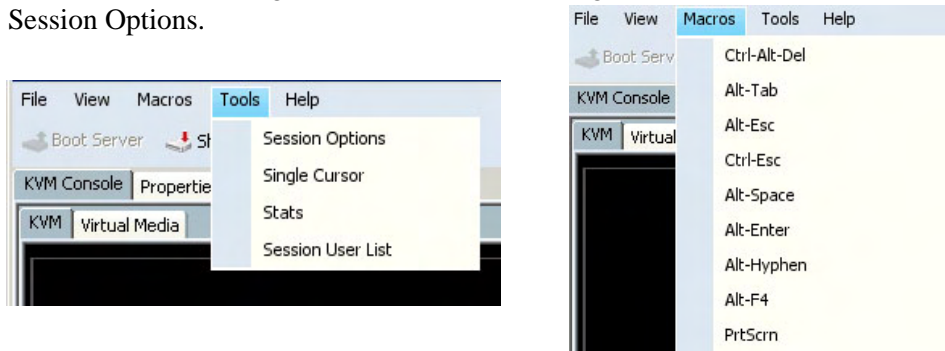 Session Options.
File View Macros Tools Help
Boot Server Sh
KVM Console Propertie
KVM Virtual Media
Session Options
Single Cursor
Stats
Session User List
File View Macros Tools Help
Boot Serv
KVM Console
KVM Virtual
Ctrl-Alt-Del
Alt-Tab
Alt-Esc
Ctrl-Esc
Alt-Space
Alt-Enter
Alt-Hyphen
Alt-F4
PrtScrn